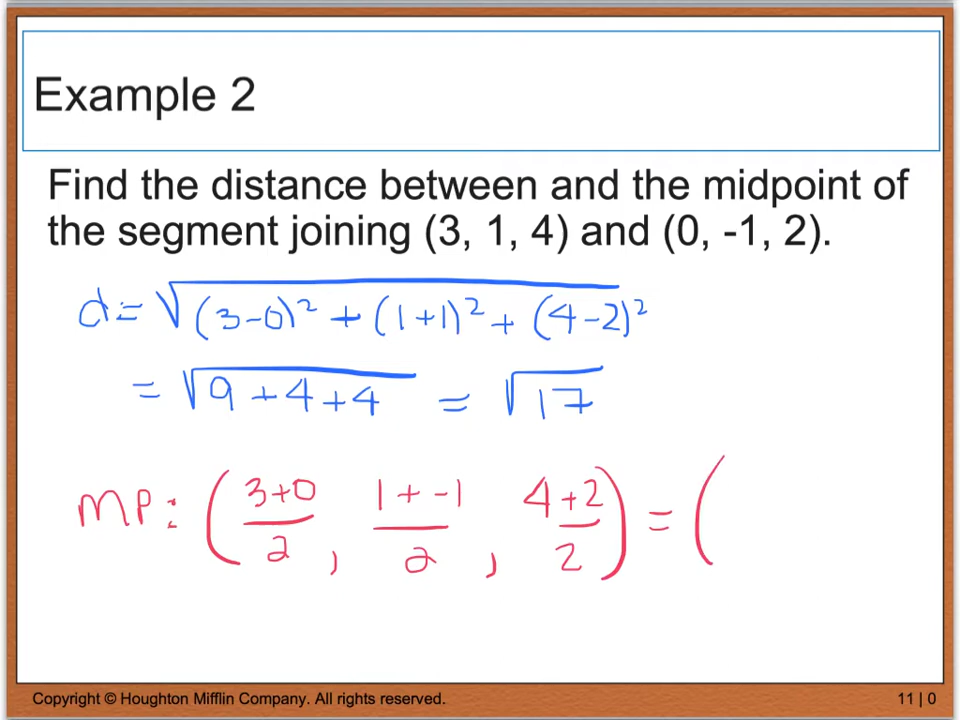 Example 2
Find the distance between and the midpoint of
the segment joining (3, 1, 4) and (0, -1, 2).
d = √((3-0)² + (1+1)² + (4-2)²)
= √(9+4+4) = √17
MP: ((3+0)/2, (1+-1)/2, (4+2)/2) = (
Copyright © Houghton Mifflin Company. All rights reserved. 11 | 0